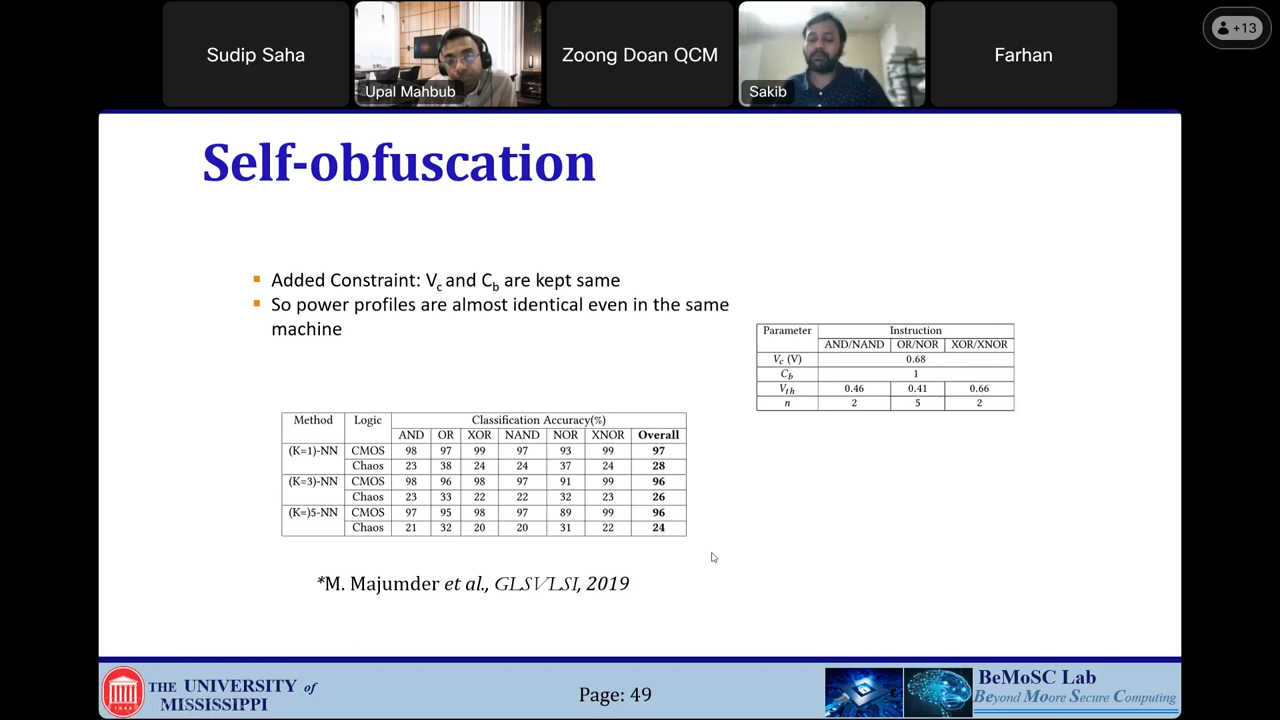 Sudip Saha
Upal Mahbub
Zoong Doan QCM
Sakib
Farhan
+13
Self-obfuscation
Added Constraint: Vc and Cb are kept same
So power profiles are almost identical even in the same
machine
Parameter Instruction
AND/NAND OR/NOR XOR/XNOR
Vc (V) 0.68
Cb 1
Vth 0.46 0.41 0.66
n 2 5 2
Method Logic Classification Accuracy(%)
AND OR XOR NAND NOR XNOR Overall
(K=1)-NN CMOS 98 97 99 97 93 99 97
Chaos 23 38 24 24 37 24 28
(K=3)-NN CMOS 98 96 98 97 91 99 96
Chaos 23 33 22 22 32 23 26
(K=)5-NN CMOS 97 95 98 97 89 99 96
Chaos 21 32 20 20 31 22 24
*M. Majumder et al., GLSVLSI, 2019
THE UNIVERSITY of
MISSISSIPPI
Page: 49
BeMoSC Lab
Beyond Moore Secure Computing